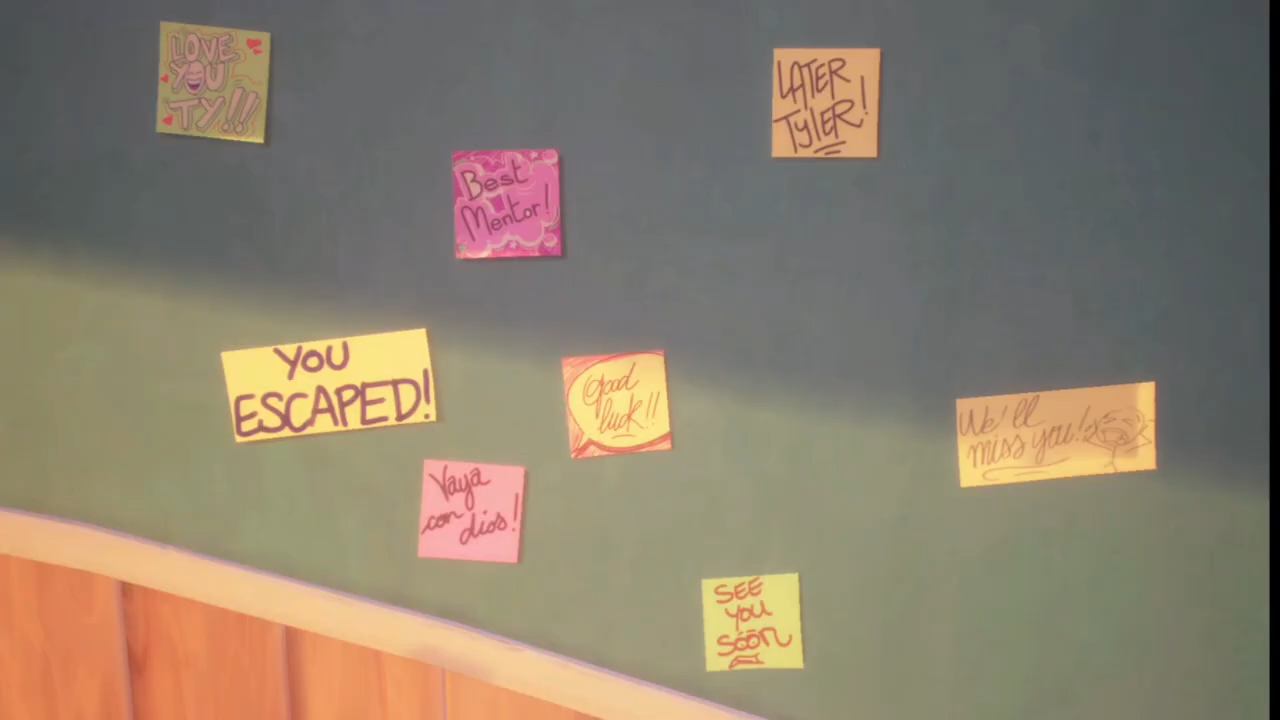 LOVE
YOU
TY!!
LATER
TYLER!
Best
Mentor!
YOU
ESCAPED!
Good
luck!!
We'll
miss you!
Vaya
con
dios!
SEE
YOU
SOON